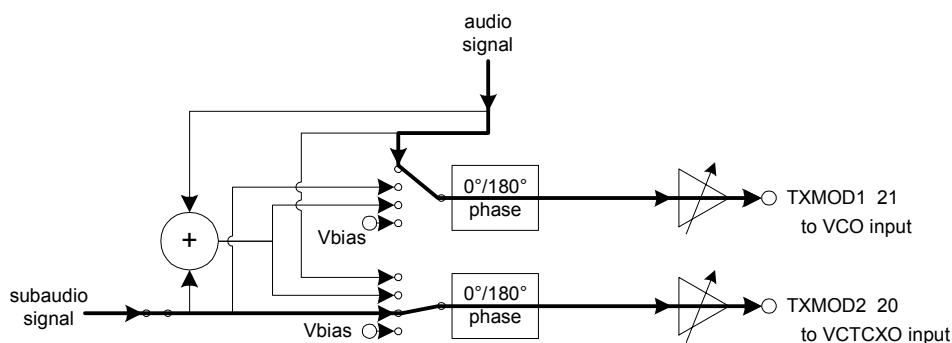 audio
signal
0°/180°
phase
TXMOD1 21
to VCO input
+
Vbias
subaudio
signal
0°/180°
phase
Vbias
TXMOD2 20
to VCTCXO input